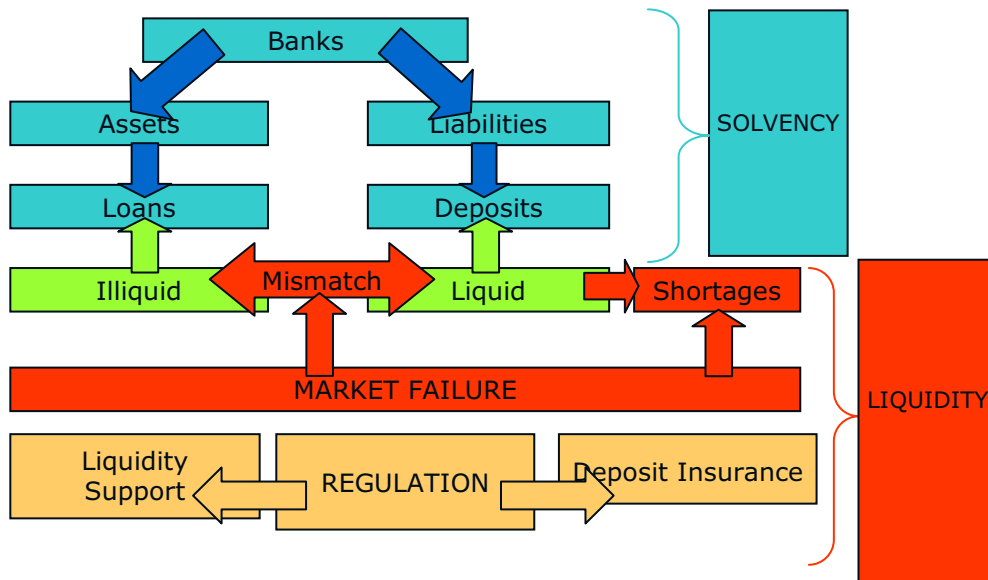 Banks
Assets
Liabilities
SOLVENCY
Loans
Deposits
Illiquid
Mismatch
Liquid
Shortages
MARKET FAILURE
LIQUIDITY
Liquidity
Support
REGULATION
Deposit Insurance